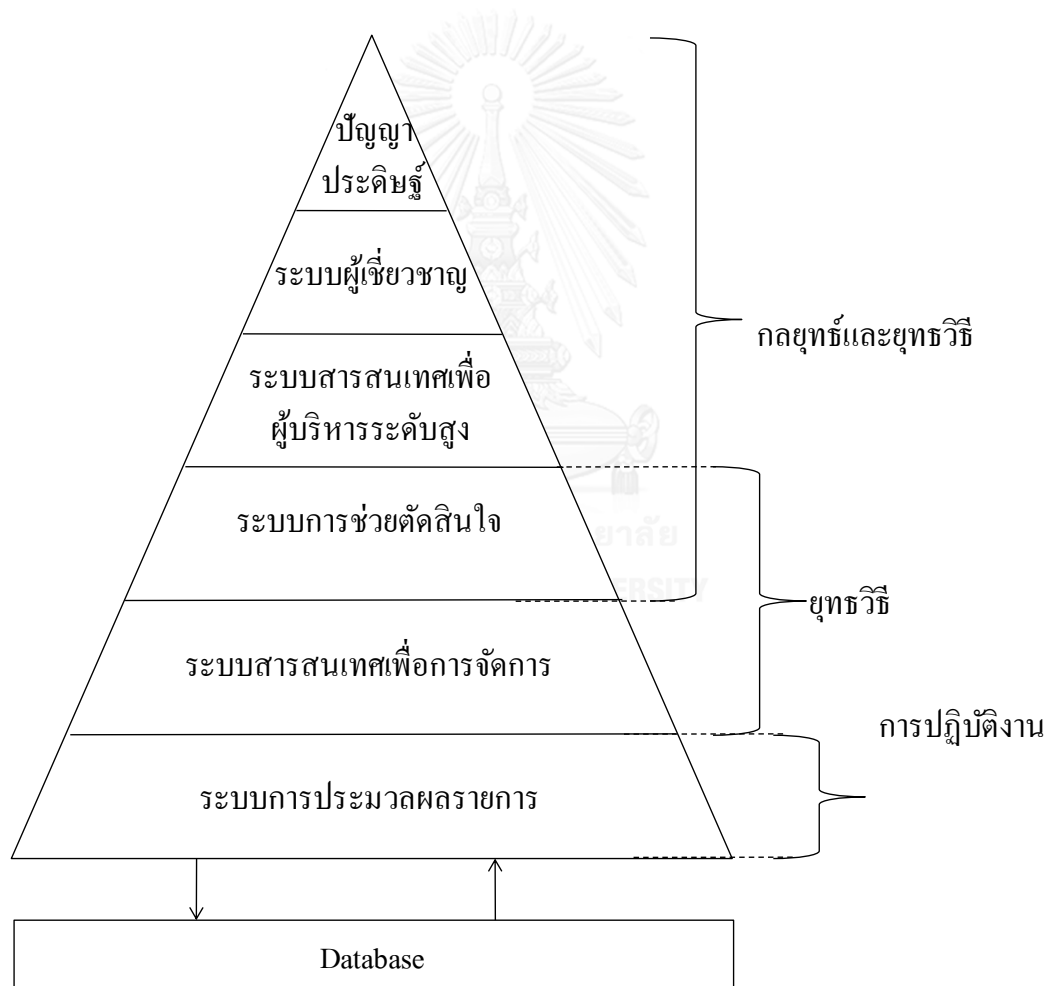 ปัญญา
ประดิษฐ์
ระบบผู้เชี่ยวชาญ
กลยุทธ์และยุทธวิธี
ระบบสารสนเทศเพื่อ
ผู้บริหารระดับสูง
ระบบการช่วยตัดสินใจ
ยาลัย
ERSITY
ยุทธวิธี
ระบบสารสนเทศเพื่อการจัดการ
การปฏิบัติงาน
ระบบการประมวลผลรายการ
Database